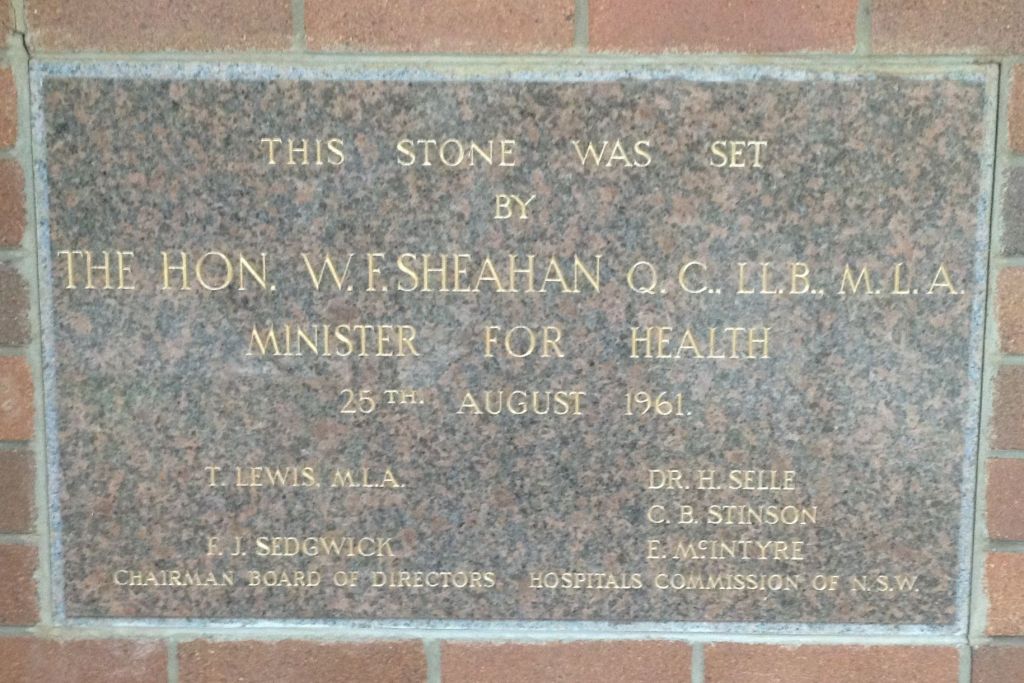 THIS STONE WAS SET
BY
THE HON. W. F. SHEAHAN Q. C., LL.B., M. L. A.
MINISTER FOR HEALTH
25TH. AUGUST 1961.
T. LEWIS, M.L.A.
F. J. SEDGWICK
CHAIRMAN BOARD OF DIRECTORS
DR. H. SELLE
C. B. STINSON
E. McINTYRE
HOSPITALS COMMISSION OF N.S.W.